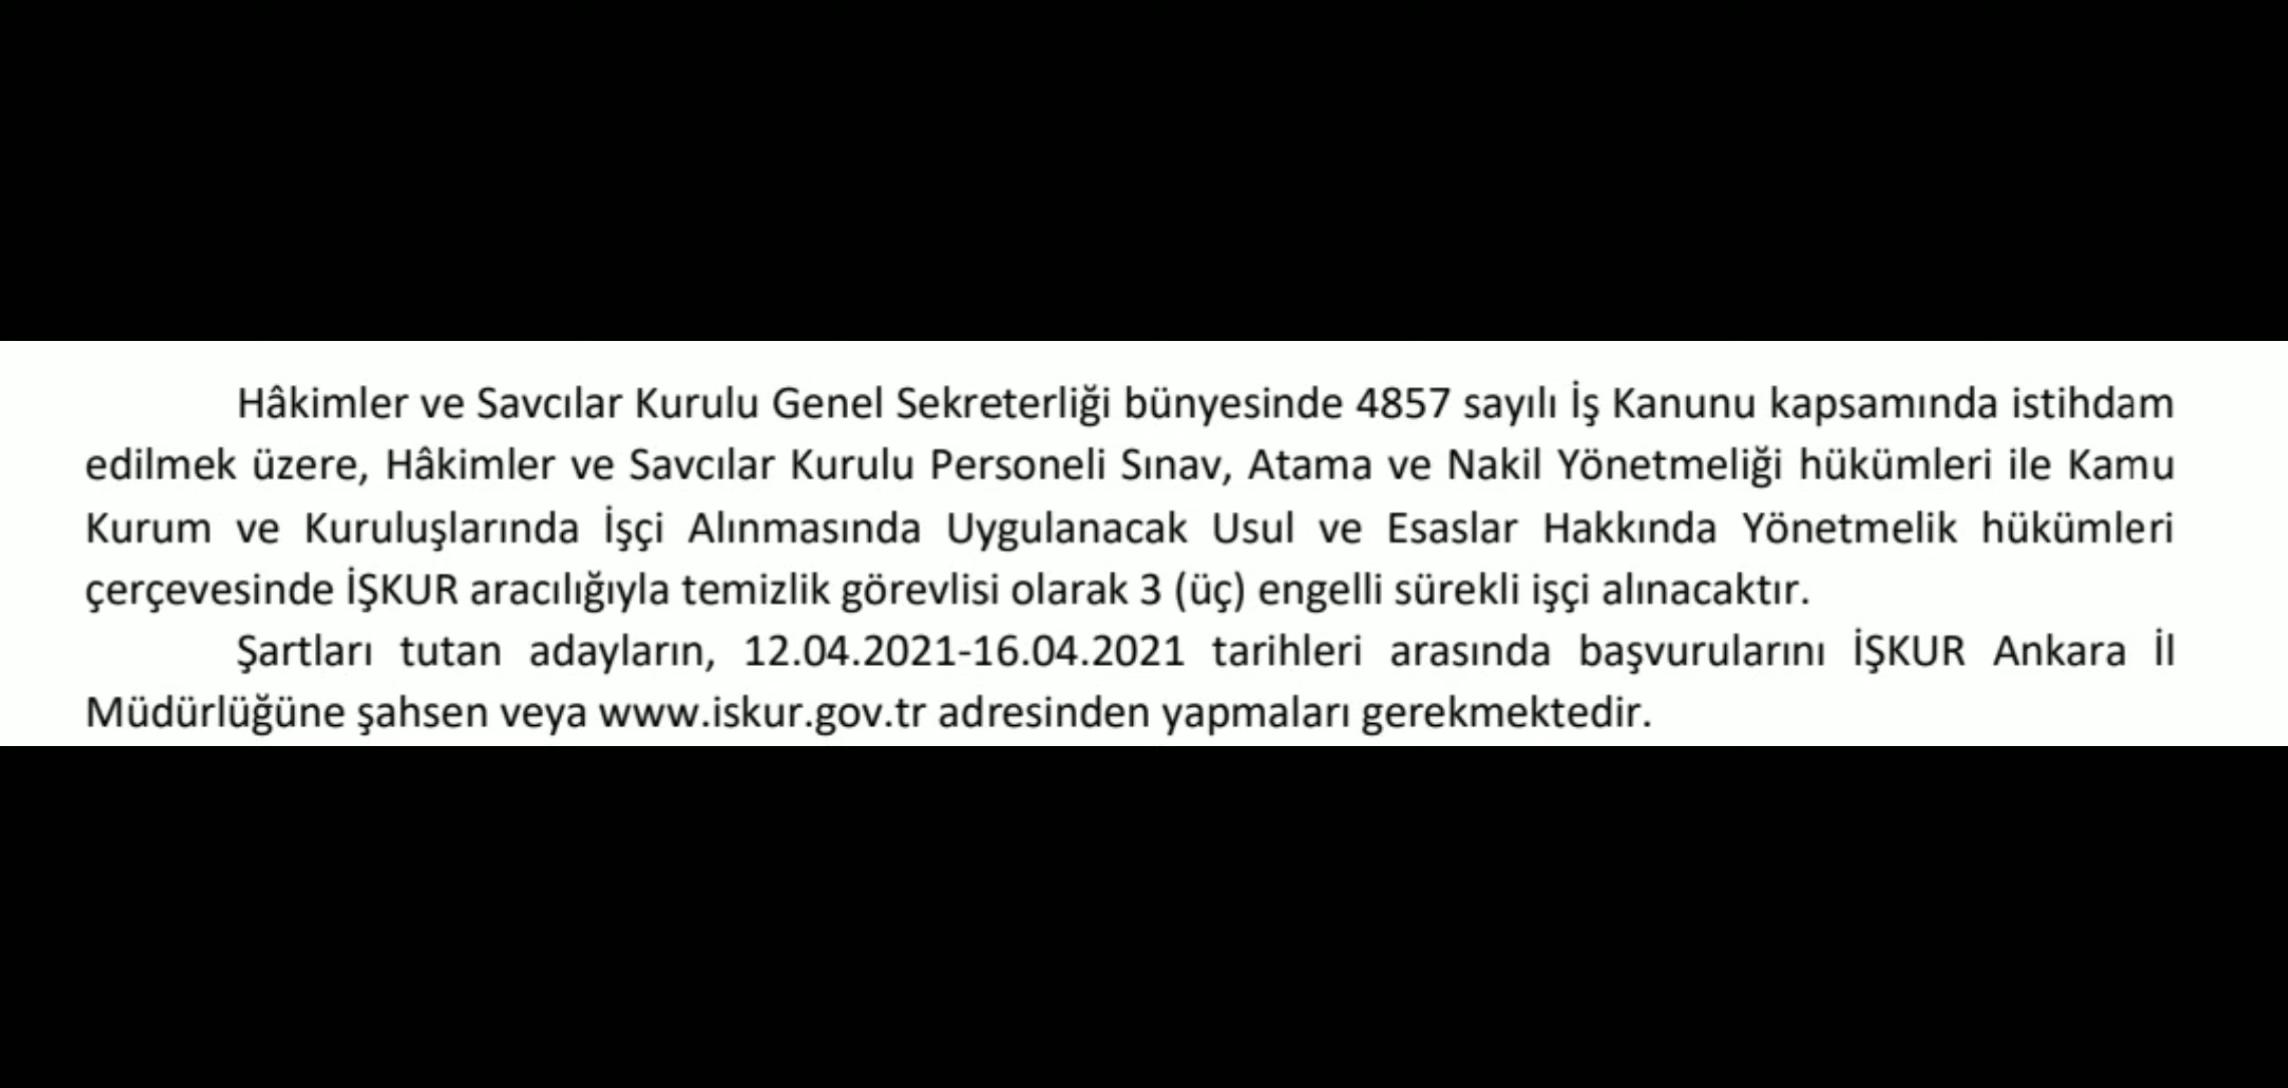 Hâkimler ve Savcılar Kurulu Genel Sekreterliği bünyesinde 4857 sayılı İş Kanunu kapsamında istihdam
edilmek üzere, Hâkimler ve Savcılar Kurulu Personeli Sınav, Atama ve Nakil Yönetmeliği hükümleri ile Kamu
Kurum ve Kuruluşlarında İşçi Alınmasında Uygulanacak Usul ve Esaslar Hakkında Yönetmelik hükümleri
çerçevesinde İŞKUR aracılığıyla temizlik görevlisi olarak 3 (üç) engelli sürekli işçi alınacaktır.
Şartları tutan adayların, 12.04.2021-16.04.2021 tarihleri arasında başvurularını İŞKUR Ankara İl
Müdürlüğüne şahsen veya www.iskur.gov.tr adresinden yapmaları gerekmektedir.